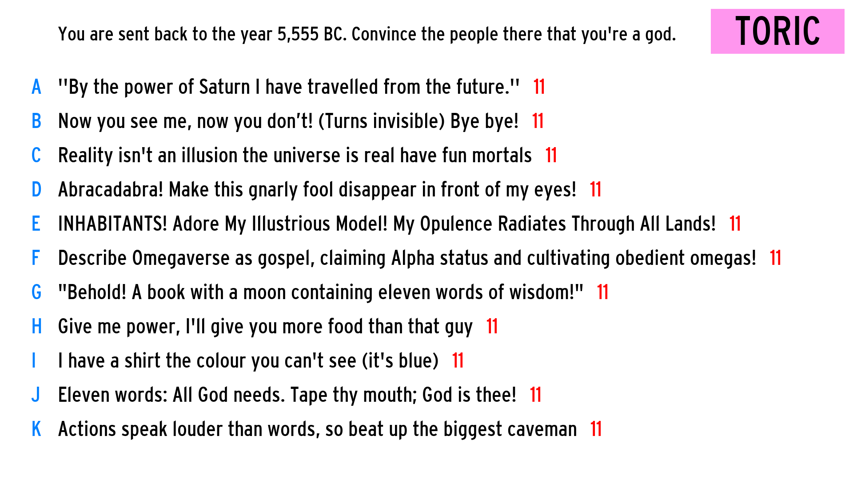 You are sent back to the year 5,555 BC. Convince the people there that you're a god.
TORIC
A ''By the power of Saturn I have travelled from the future.'' 11
B Now you see me, now you don’t! (Turns invisible) Bye bye! 11
C Reality isn't an illusion the universe is real have fun mortals 11
D Abracadabra! Make this gnarly fool disappear in front of my eyes! 11
E INHABITANTS! Adore My Illustrious Model! My Opulence Radiates Through All Lands! 11
F Describe Omegaverse as gospel, claiming Alpha status and cultivating obedient omegas! 11
G "Behold! A book with a moon containing eleven words of wisdom!" 11
H Give me power, I'll give you more food than that guy 11
I I have a shirt the colour you can't see (it's blue) 11
J Eleven words: All God needs. Tape thy mouth; God is thee! 11
K Actions speak louder than words, so beat up the biggest caveman 11